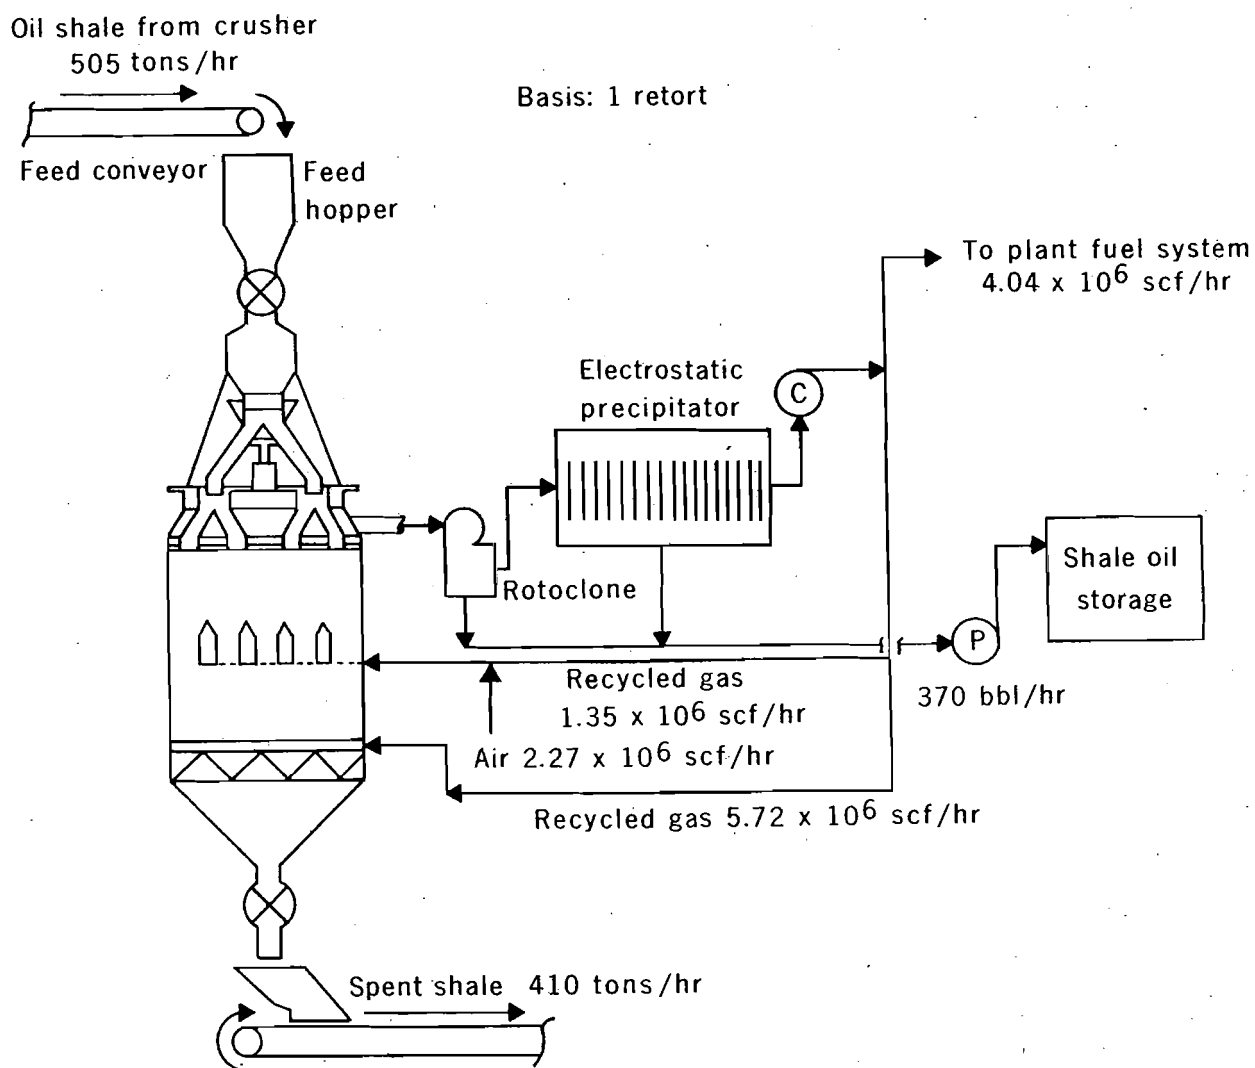 Oil shale from crusher
505 tons/hr
Basis: 1 retort
Feed conveyor
Feed
hopper
To plant fuel system
4.04 x 10⁶ scf/hr
Electrostatic
precipitator
C
Rotoclone
Shale oil
storage
P
370 bbl/hr
Recycled gas
1.35 x 10⁶ scf/hr
Air 2.27 x 10⁶ scf/hr
Recycled gas 5.72 x 10⁶ scf/hr
Spent shale 410 tons/hr